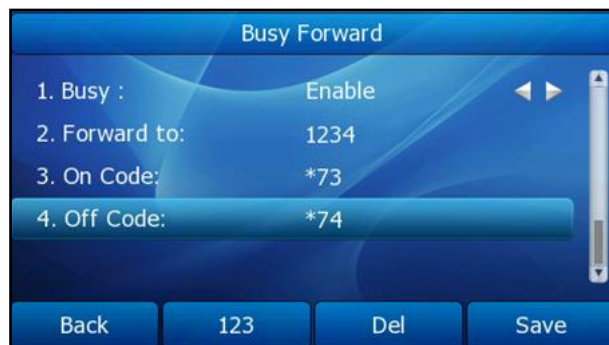 Busy Forward
1. Busy : Enable
2. Forward to: 1234
3. On Code: *73
4. Off Code: *74
Back 123 Del Save